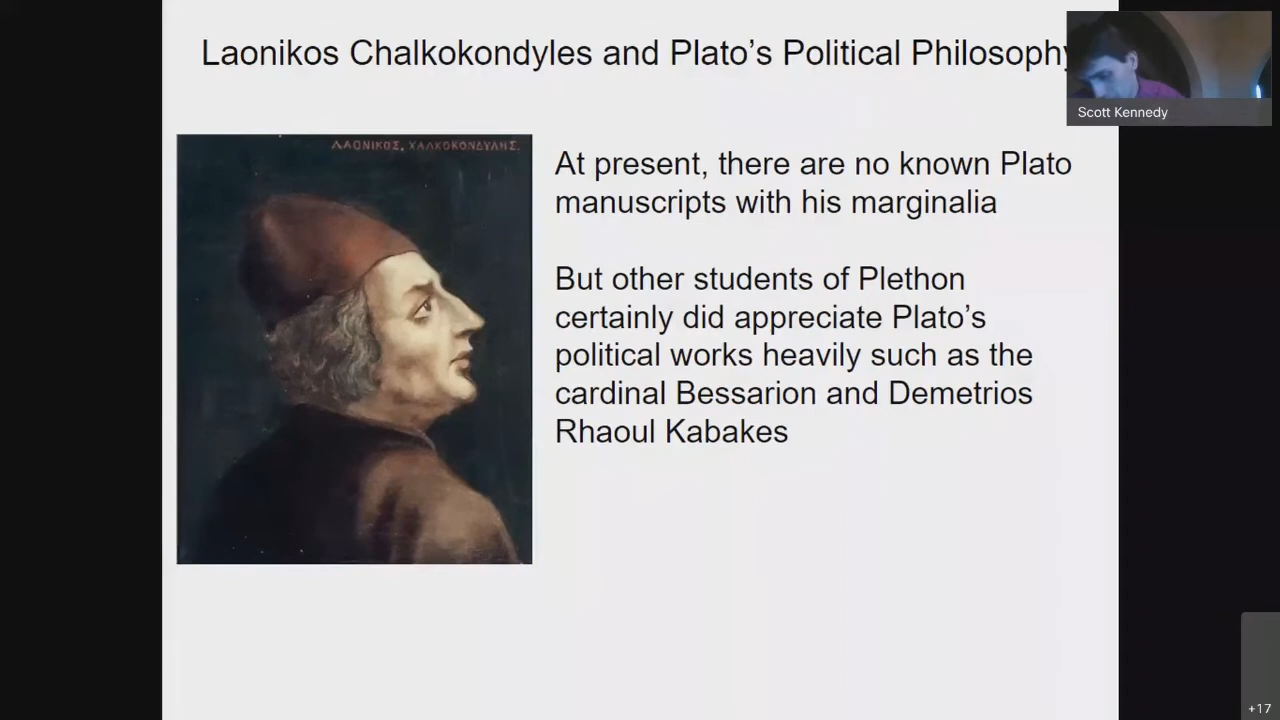 Laonikos Chalkokondyles and Plato's Political Philosophy
Scott Kennedy
ΛΑΟΝΙΚΟΣ, ΧΑΛΚΟΚΟΝΔΥΛΗΣ.
At present, there are no known Plato
manuscripts with his marginalia
But other students of Plethon
certainly did appreciate Plato's
political works heavily such as the
cardinal Bessarion and Demetrios
Rhaoul Kabakes
+17